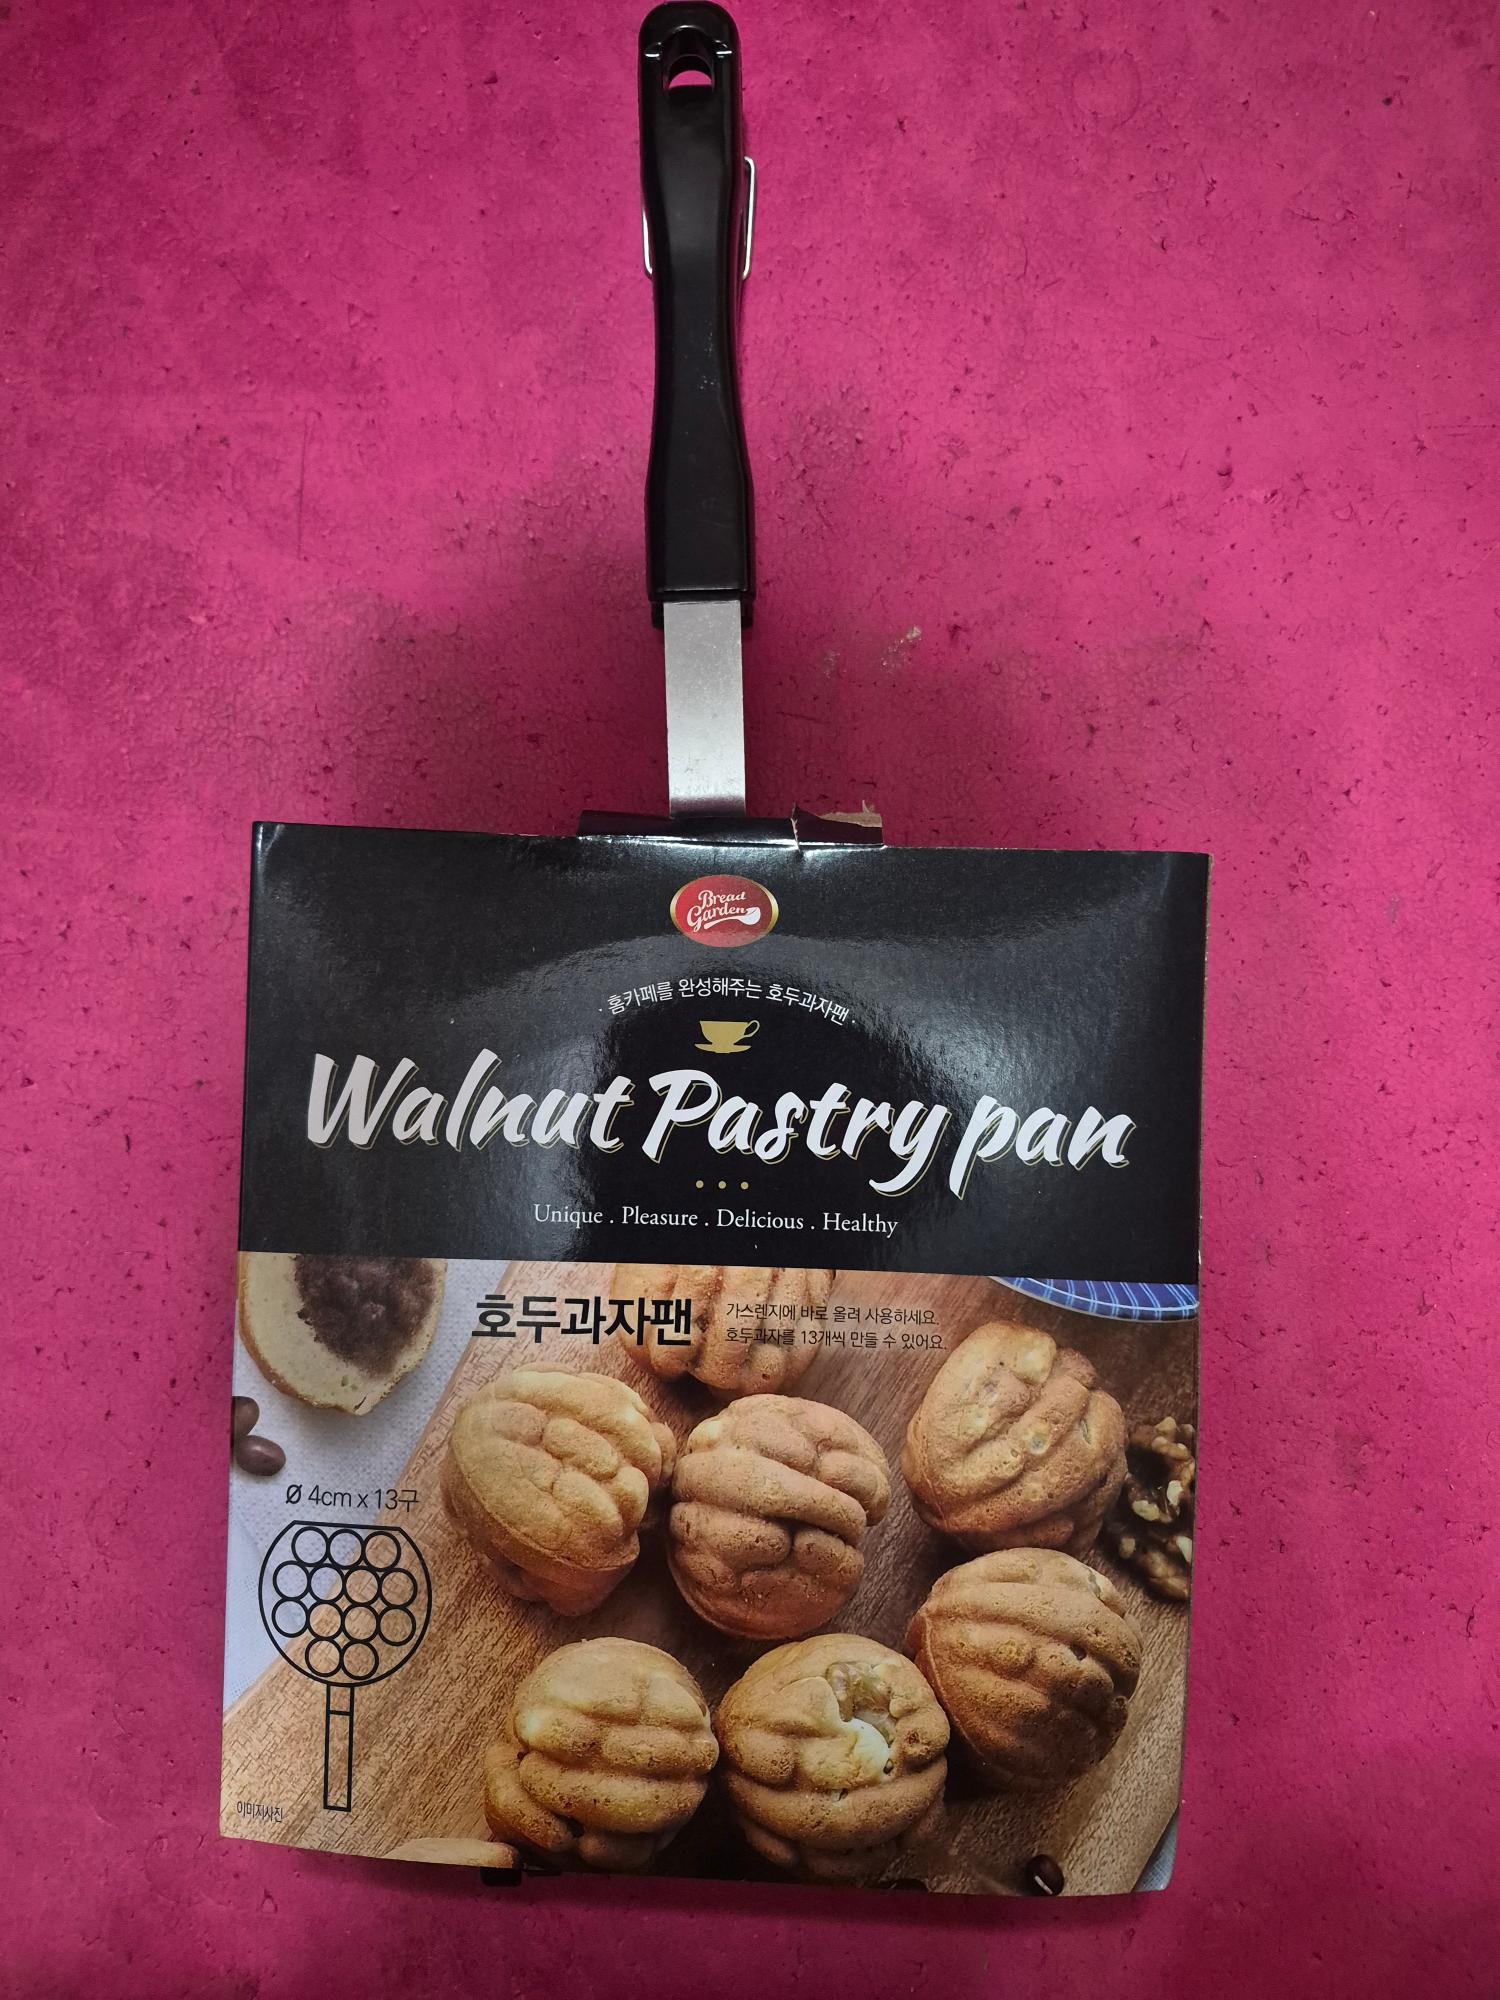 Bread
Garden
· 홈카페를 완성해주는 호두과자팬 ·
Walnut Pastry pan
Unique . Pleasure . Delicious . Healthy
호두과자팬
가스렌지에 바로 올려 사용하세요.
호두과자를 13개씩 만들 수 있어요.
Ø 4cm x 13구
이미지사진